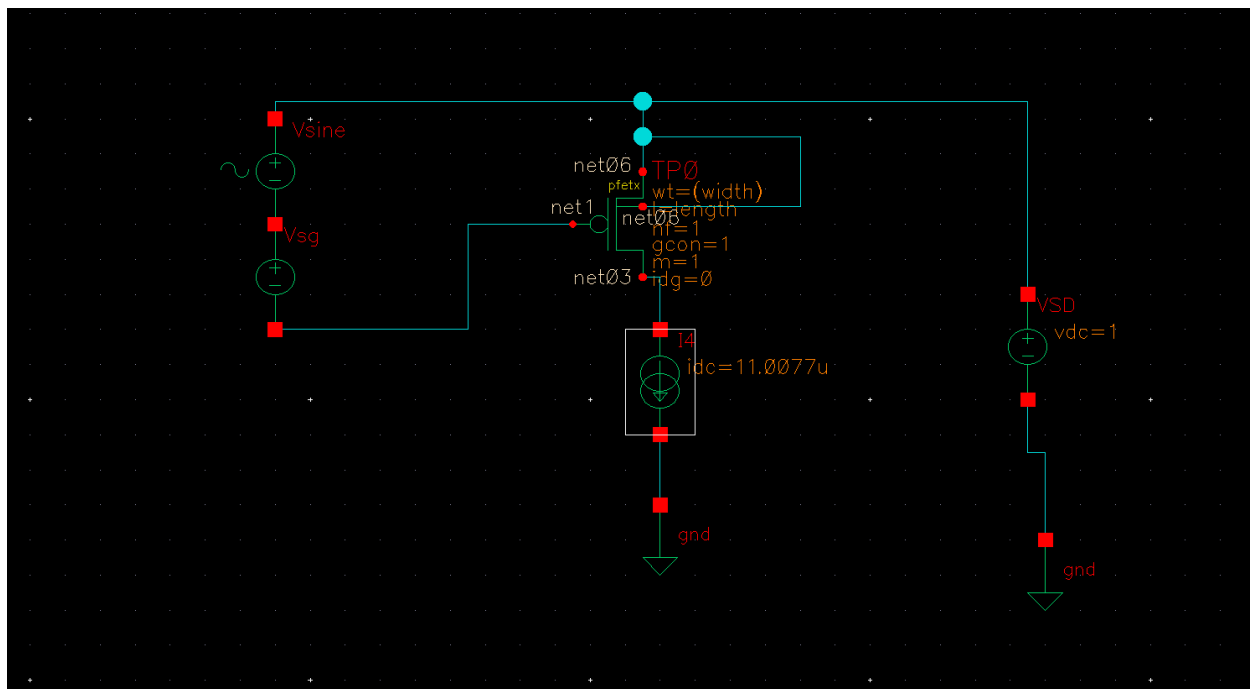 Vsine
Vsg
net06
TP0
pfetx
wt=(width)
net1
net06
l=length
nf=1
gcon=1
m=1
net03
idg=0
I4
idc=11.0077u
VSD
vdc=1
gnd
gnd